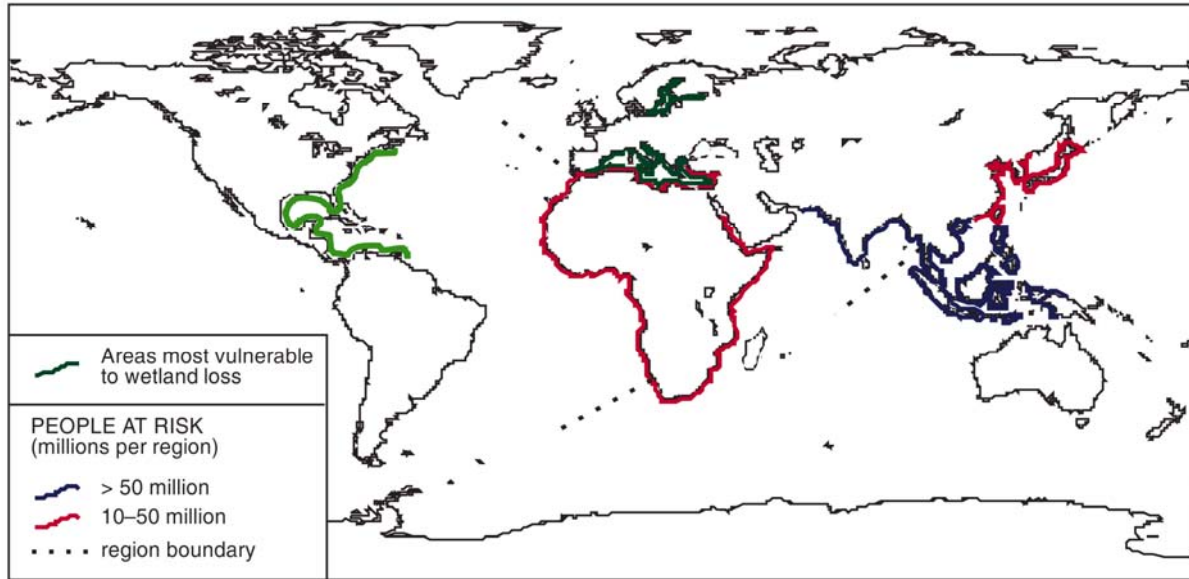 Areas most vulnerable
to wetland loss
PEOPLE AT RISK
(millions per region)
> 50 million
10–50 million
region boundary